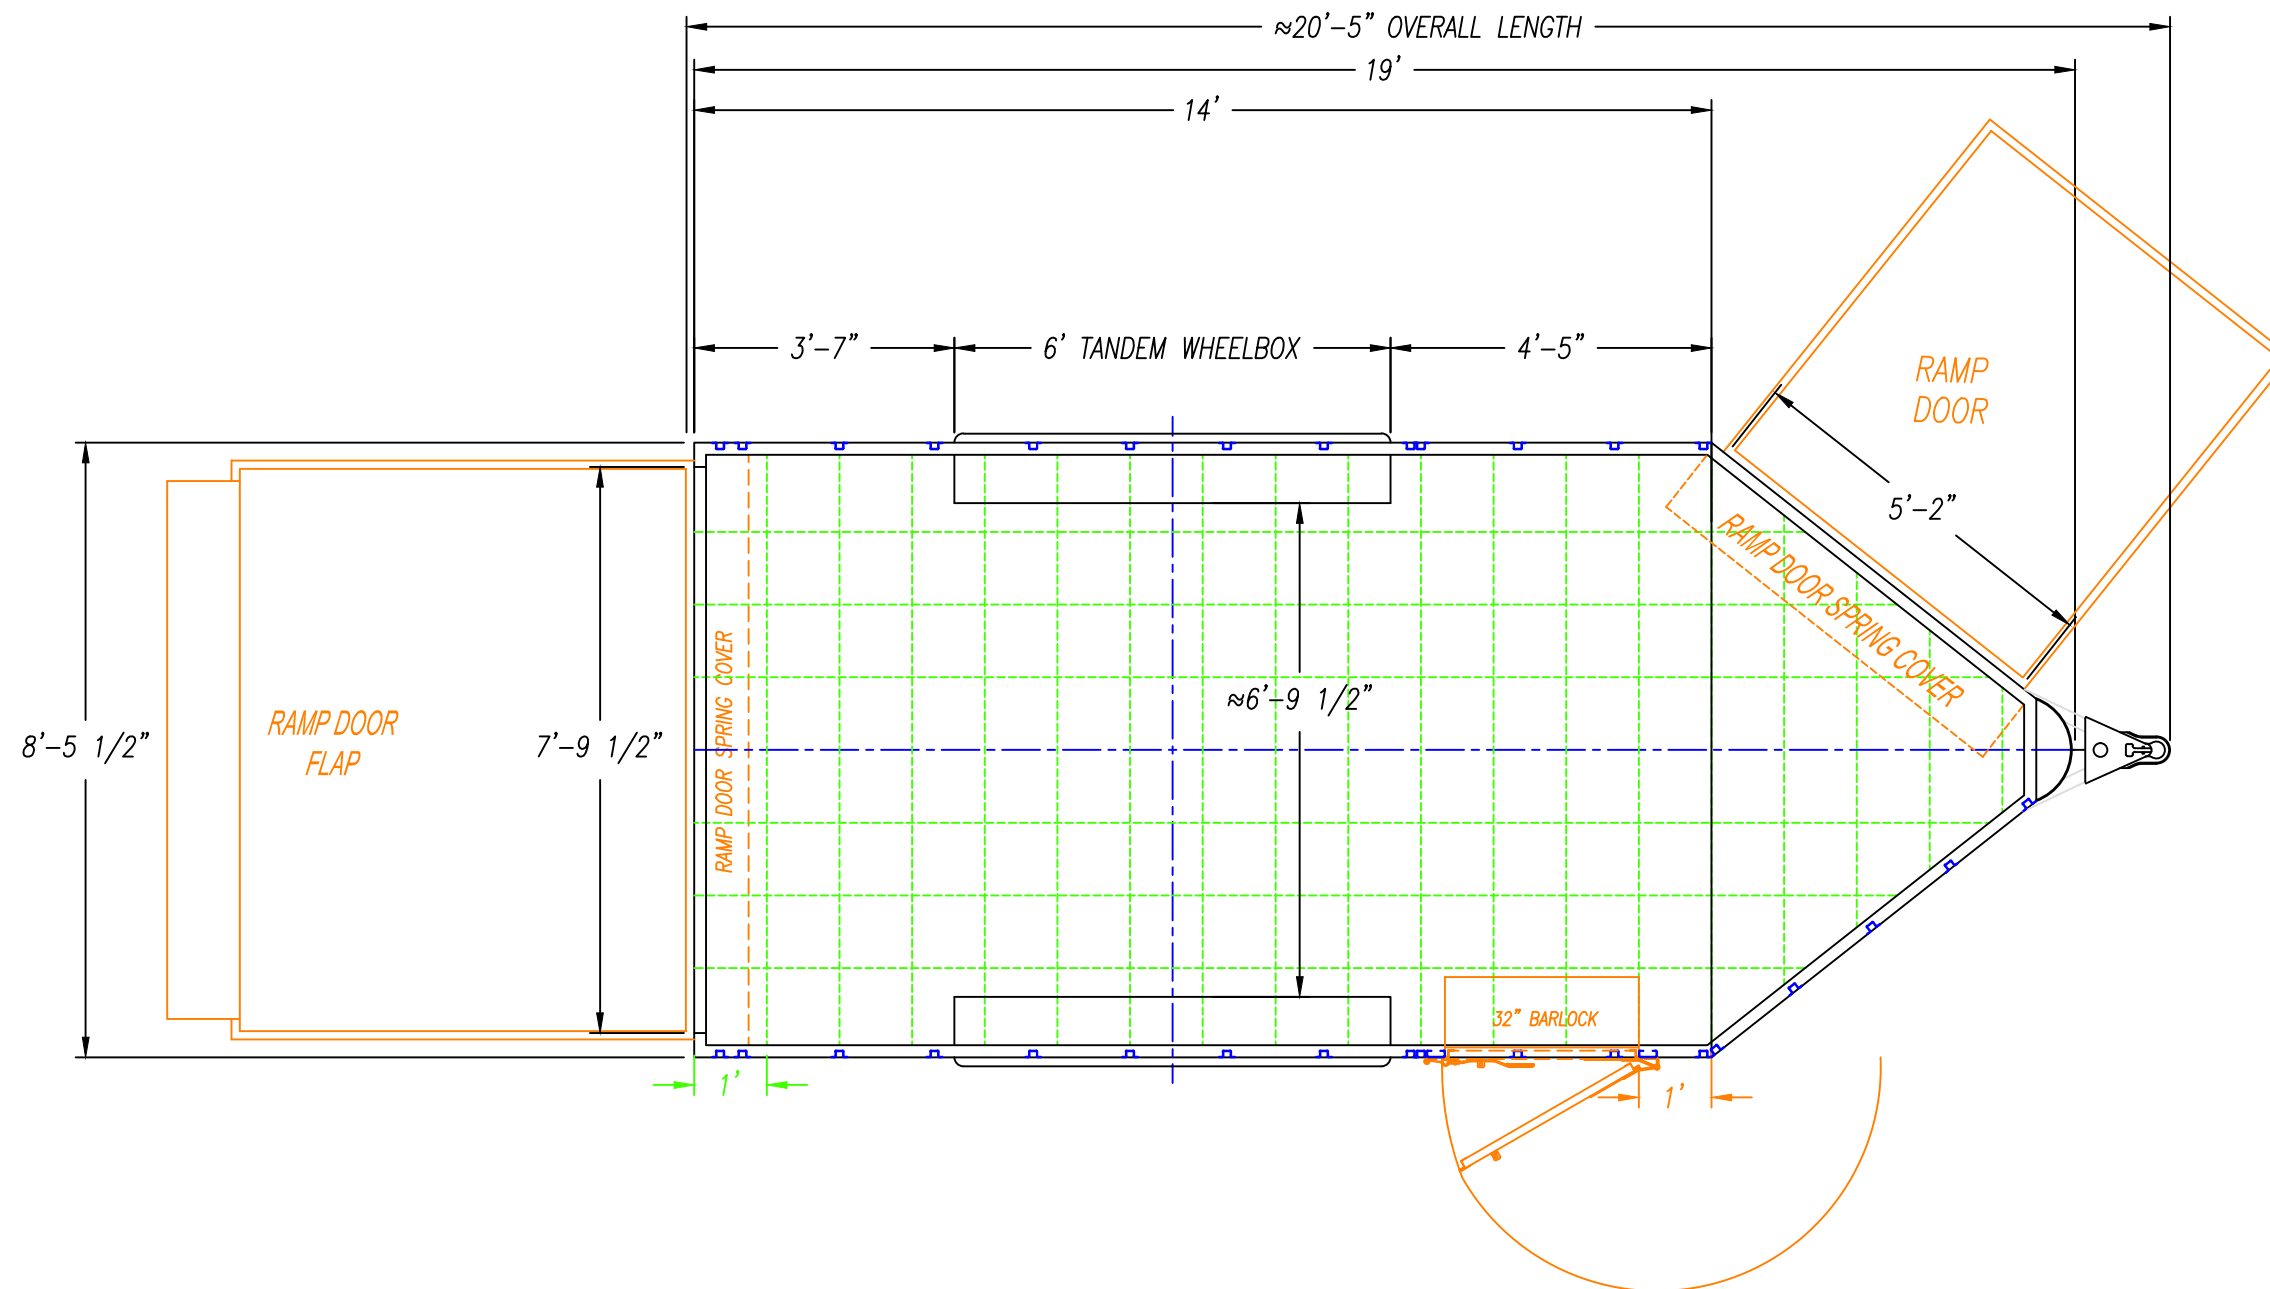 ≈20'-5" OVERALL LENGTH
19'
14'
3'-7"
6' TANDEM WHEELBOX
4'-5"
RAMP
DOOR
5'-2"
RAMP DOOR SPRING COVER
RAMP DOOR SPRING COVER
≈6'-9 1/2"
8'-5 1/2"
RAMP DOOR
FLAP
7'-9 1/2"
32" BARLOCK
1'
1'